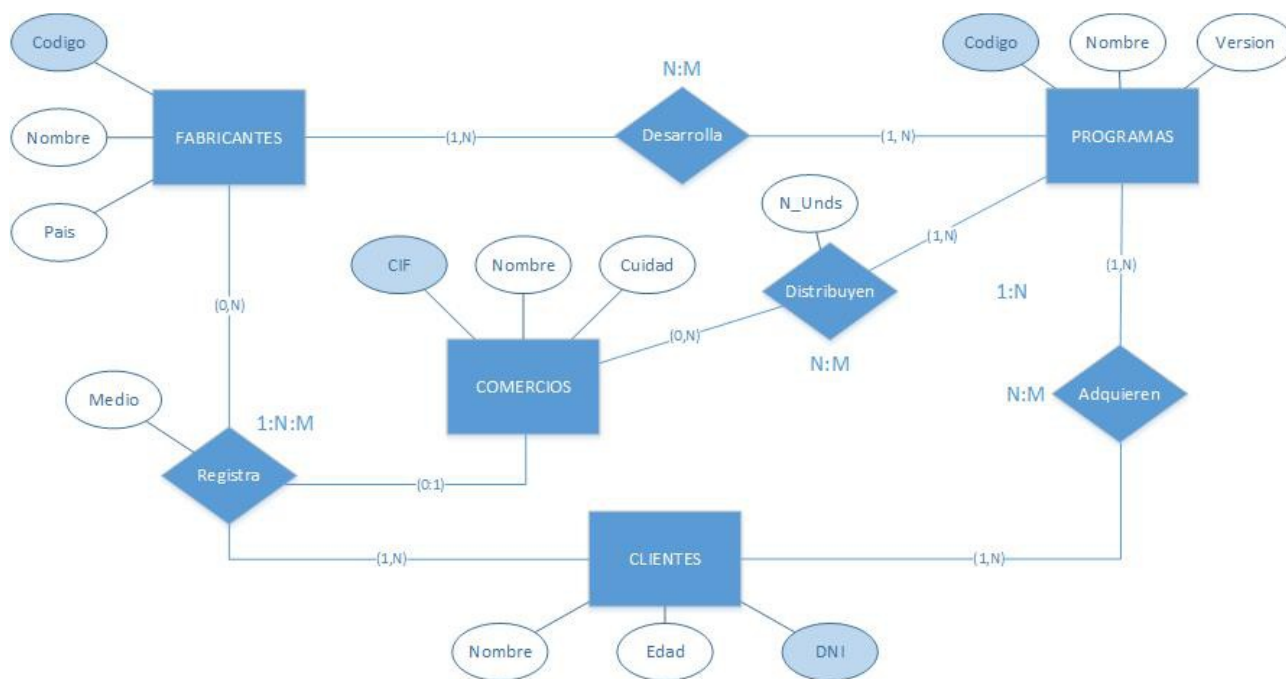 Codigo
Codigo
Nombre
Version
N:M
Nombre
FABRICANTES
(1,N)
Desarrolla
(1, N)
PROGRAMAS
Pais
N_Unds
(1,N)
CIF
Nombre
Cuidad
(1,N)
(0,N)
Distribuyen
1:N
(0,N)
N:M
COMERCIOS
Medio
1:N:M
N:M
Adquieren
Registra
(0:1)
(1,N)
CLIENTES
(1,N)
Nombre
Edad
DNI